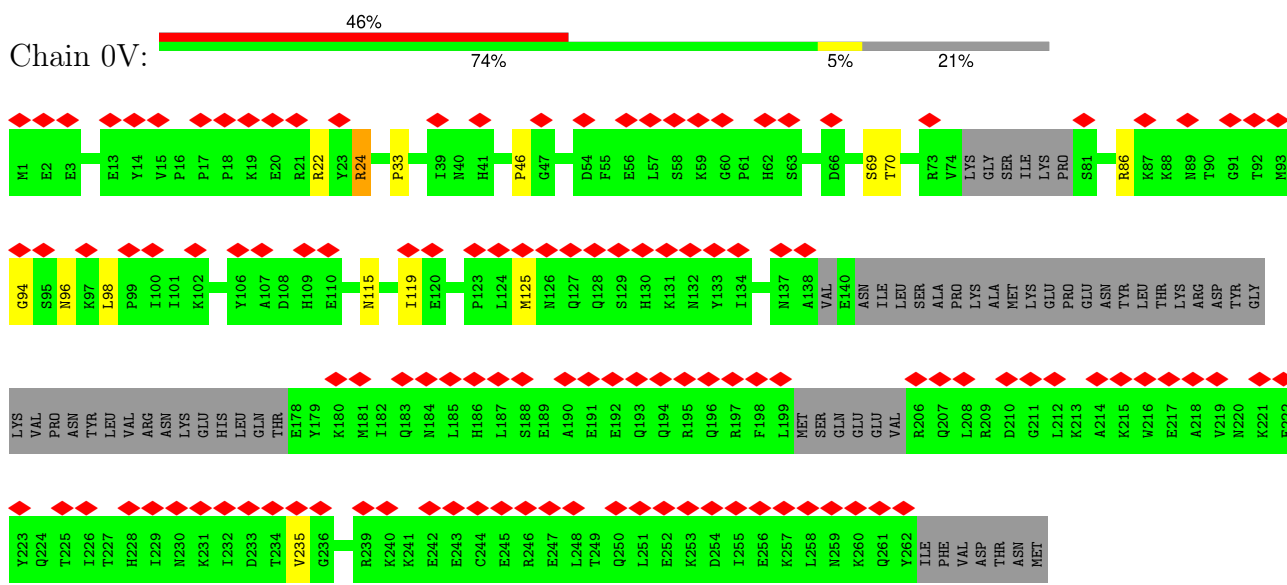 46%
Chain 0V:
74% 5% 21%
M1 E2 E3 E13 Y14 V15 P16 P17 P18 K19 E20 R21 R22 Y23 R24 P33 I39 N40 H41 P46 G47 D54 F55 E56 L57 S58 K59 G60 P61 H62 S63 D66 S69 T70 R73 V74 LYS GLY SER ILE LYS PRO S81 R86 K87 K88 N89 T90 G91 T92 M93
G94 S95 N96 K97 L98 P99 I100 I101 K102 Y106 A107 D108 H109 E110 N115 I119 E120 P123 L124 M125 N126 Q127 Q128 S129 H130 K131 N132 Y133 I134 N137 A138 VAL E140 ASN ILE LEU SER ALA PRO LYS ALA MET LYS GLU PRO GLU ASN TYR LEU THR LYS ARG ASP TYR GLY
LYS VAL PRO ASN TYR LEU VAL ARG ASN LYS GLU HIS LEU GLN THR E178 Y179 K180 M181 I182 Q183 N184 L185 H186 L187 S188 E189 A190 E191 E192 Q193 Q194 R195 Q196 R197 F198 L199 MET SER GLN GLU GLU VAL R206 Q207 L208 R209 D210 G211 L212 K213 A214 K215 W216 E217 A218 V219 N220 K221 E222
Y223 Q224 T225 I226 T227 H228 I229 N230 K231 I232 D233 T234 V235 G236 R239 K240 K241 E242 E243 C244 E245 R246 E247 L248 T249 Q250 L251 E252 K253 D254 I255 E256 K257 L258 N259 K260 Q261 Y262 ILE PHE VAL ASP THR ASN MET